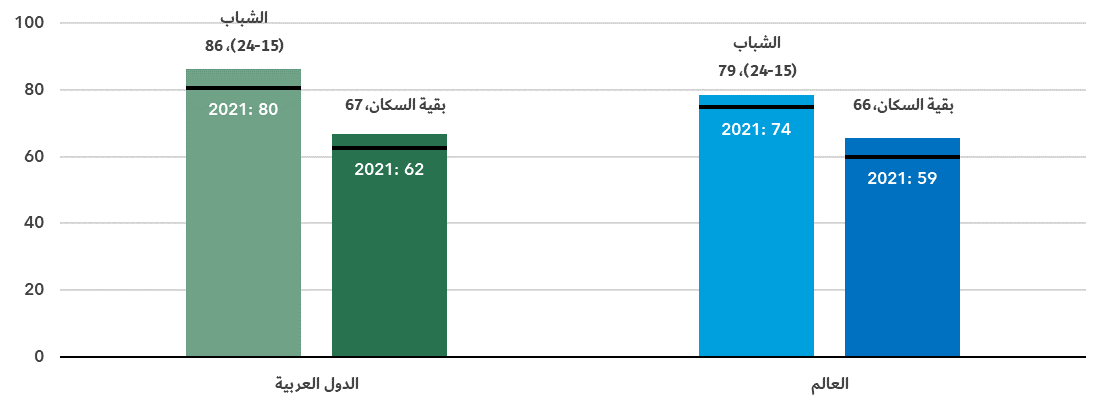 100
80
60
40
20
0
الشباب
(15-24)، 86
2021: 80
بقية السكان، 67
2021: 62
الشباب
(15-24)، 79
2021: 74
بقية السكان، 66
2021: 59
الدول العربية
العالم